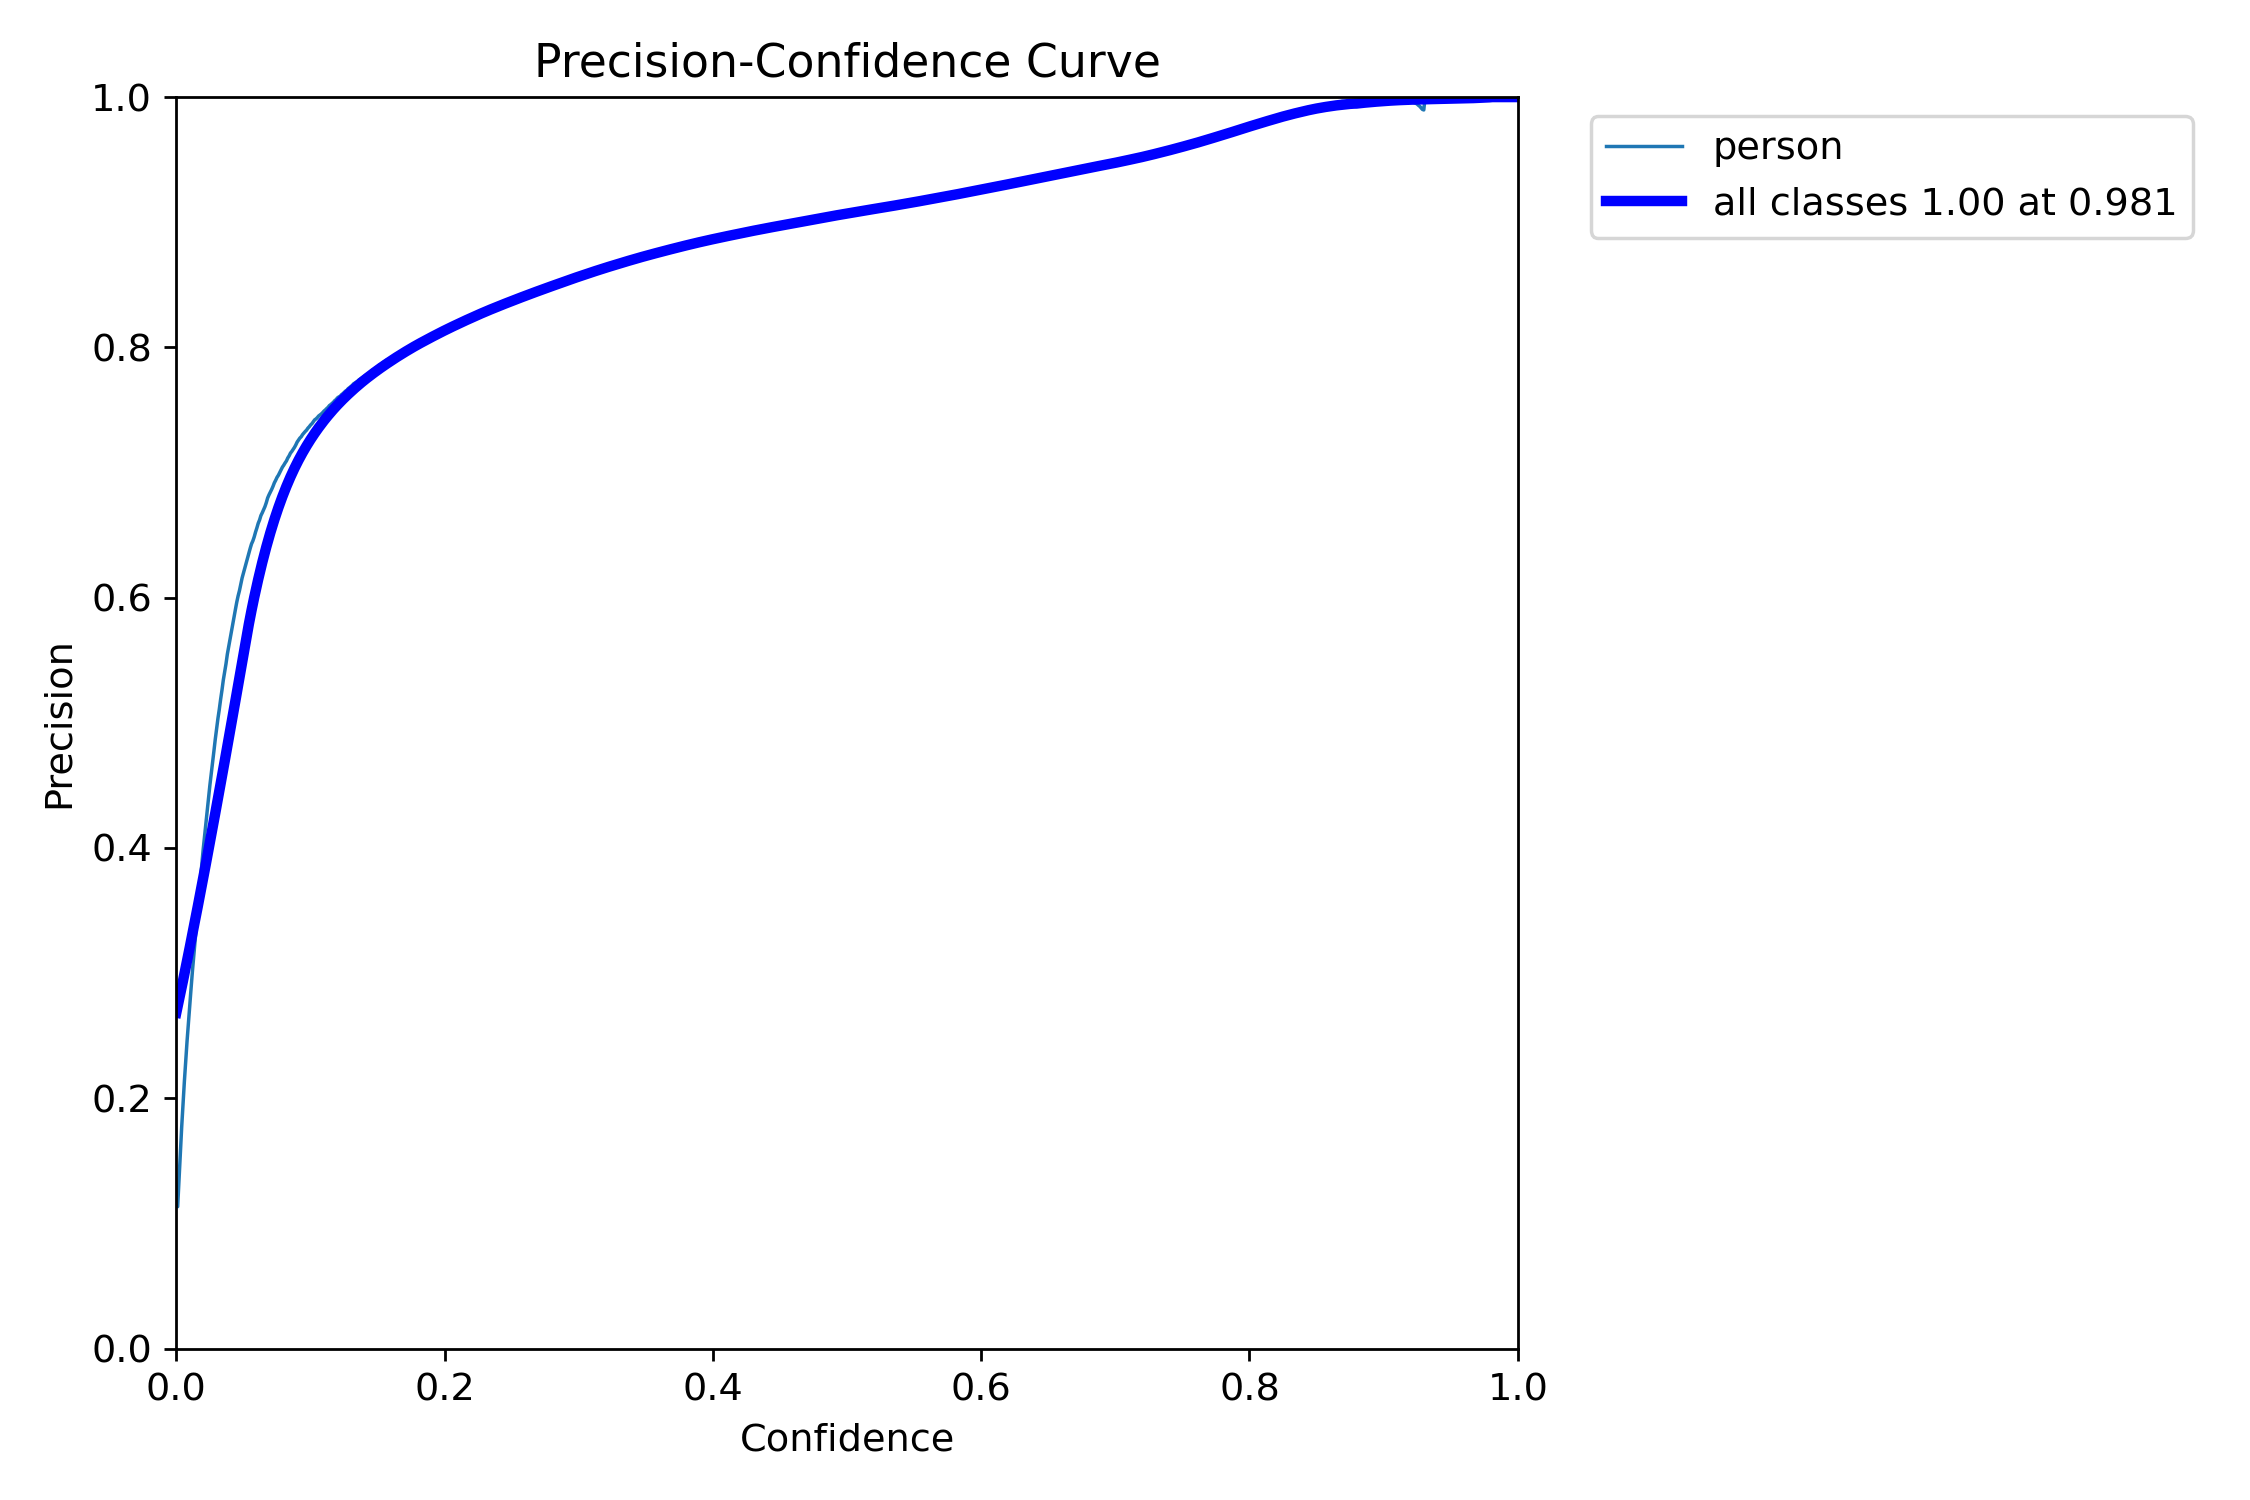 Precision-Confidence Curve
person
all classes 1.00 at 0.981
1.0
0.8
0.6
0.4
0.2
0.0
Precision
0.0 0.2 0.4 0.6 0.8 1.0
Confidence